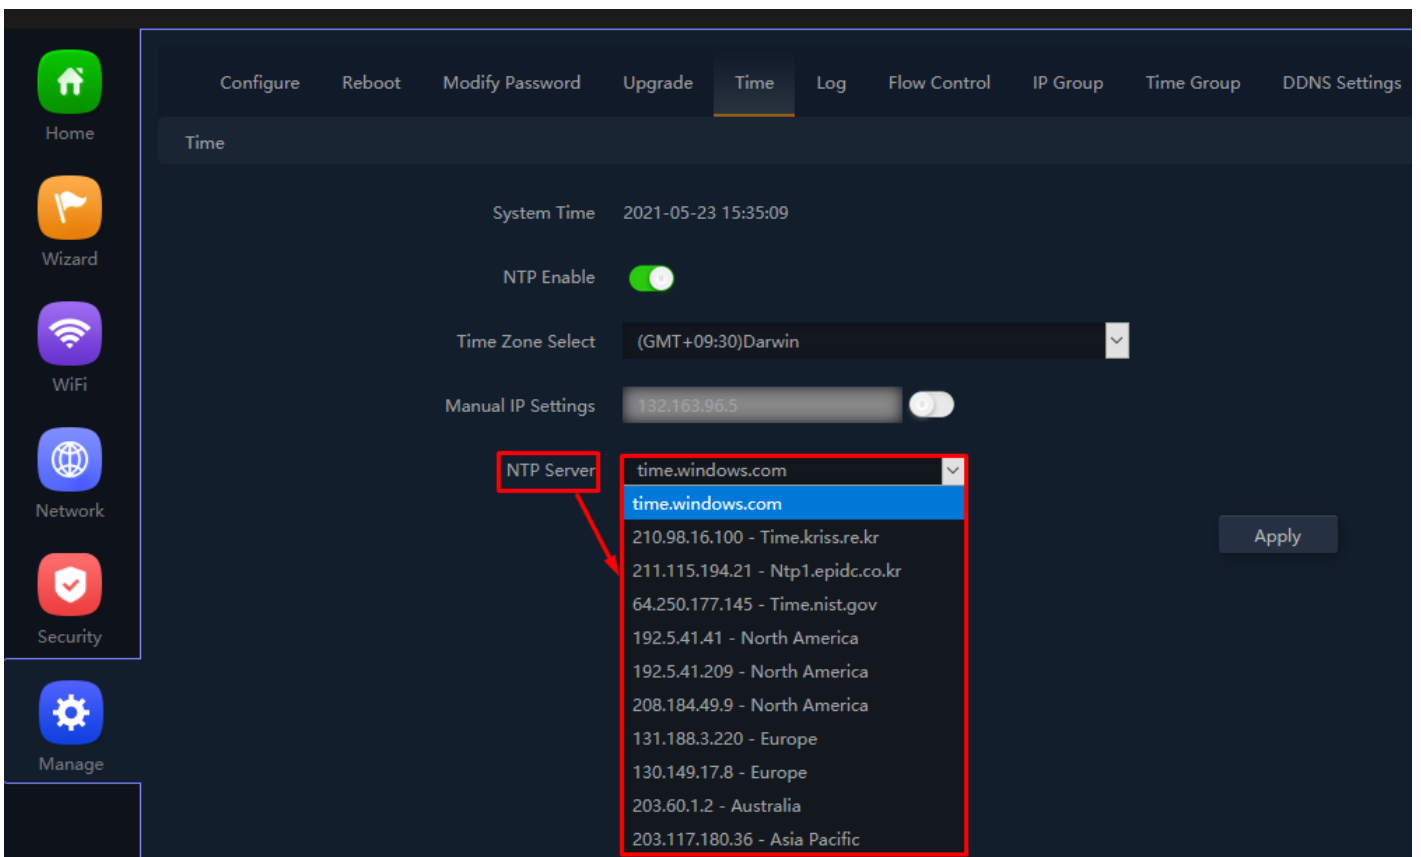 Configure Reboot Modify Password Upgrade Time Log Flow Control IP Group Time Group DDNS Settings
Home
Time
Wizard
WiFi
Network
Security
Manage
System Time 2021-05-23 15:35:09
NTP Enable
Time Zone Select (GMT+09:30)Darwin
Manual IP Settings 132.163.96.5
NTP Server time.windows.com
time.windows.com
210.98.16.100 - Time.kriss.re.kr
211.115.194.21 - Ntp1.epidc.co.kr
64.250.177.145 - Time.nist.gov
192.5.41.41 - North America
192.5.41.209 - North America
208.184.49.9 - North America
131.188.3.220 - Europe
130.149.17.8 - Europe
203.60.1.2 - Australia
203.117.180.36 - Asia Pacific
Apply